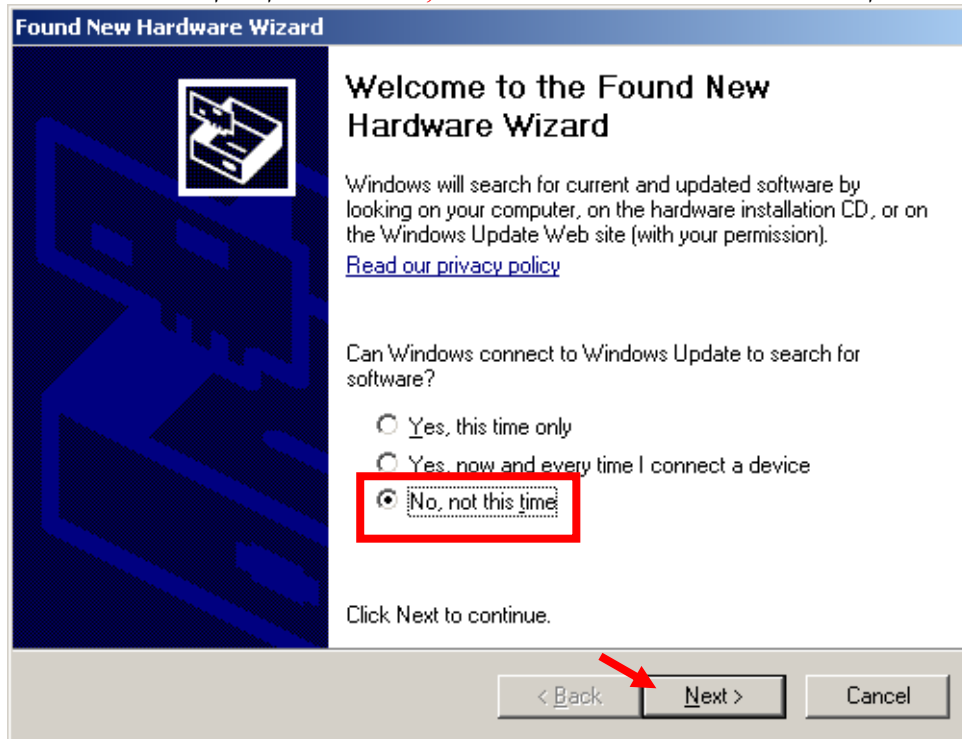 Found New Hardware Wizard
Welcome to the Found New
Hardware Wizard
Windows will search for current and updated software by
looking on your computer, on the hardware installation CD, or on
the Windows Update Web site (with your permission).
Read our privacy policy
Can Windows connect to Windows Update to search for
software?
Yes, this time only
Yes, now and every time I connect a device
No, not this time
Click Next to continue.
< Back
Next >
Cancel